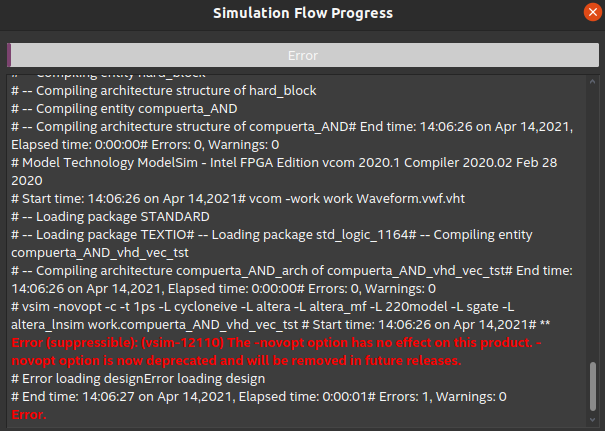 Simulation Flow Progress
Error
# -- Compiling entity hard_block
# -- Compiling architecture structure of hard_block
# -- Compiling entity compuerta_AND
# -- Compiling architecture structure of compuerta_AND# End time: 14:06:26 on Apr 14,2021,
Elapsed time: 0:00:00# Errors: 0, Warnings: 0
# Model Technology ModelSim - Intel FPGA Edition vcom 2020.1 Compiler 2020.02 Feb 28
2020
# Start time: 14:06:26 on Apr 14,2021# vcom -work work Waveform.vwf.vht
# -- Loading package STANDARD
# -- Loading package TEXTIO# -- Loading package std_logic_1164# -- Compiling entity
compuerta_AND_vhd_vec_tst
# -- Compiling architecture compuerta_AND_arch of compuerta_AND_vhd_vec_tst# End time:
14:06:26 on Apr 14,2021, Elapsed time: 0:00:00# Errors: 0, Warnings: 0
# vsim -novopt -c -t 1ps -L cycloneive -L altera -L altera_mf -L 220model -L sgate -L
altera_lnsim work.compuerta_AND_vhd_vec_tst # Start time: 14:06:26 on Apr 14,2021# **
Error (suppressible): (vsim-12110) The -novopt option has no effect on this product. -
novopt option is now deprecated and will be removed in future releases.
# Error loading designError loading design
# End time: 14:06:27 on Apr 14,2021, Elapsed time: 0:00:01# Errors: 1, Warnings: 0
Error.